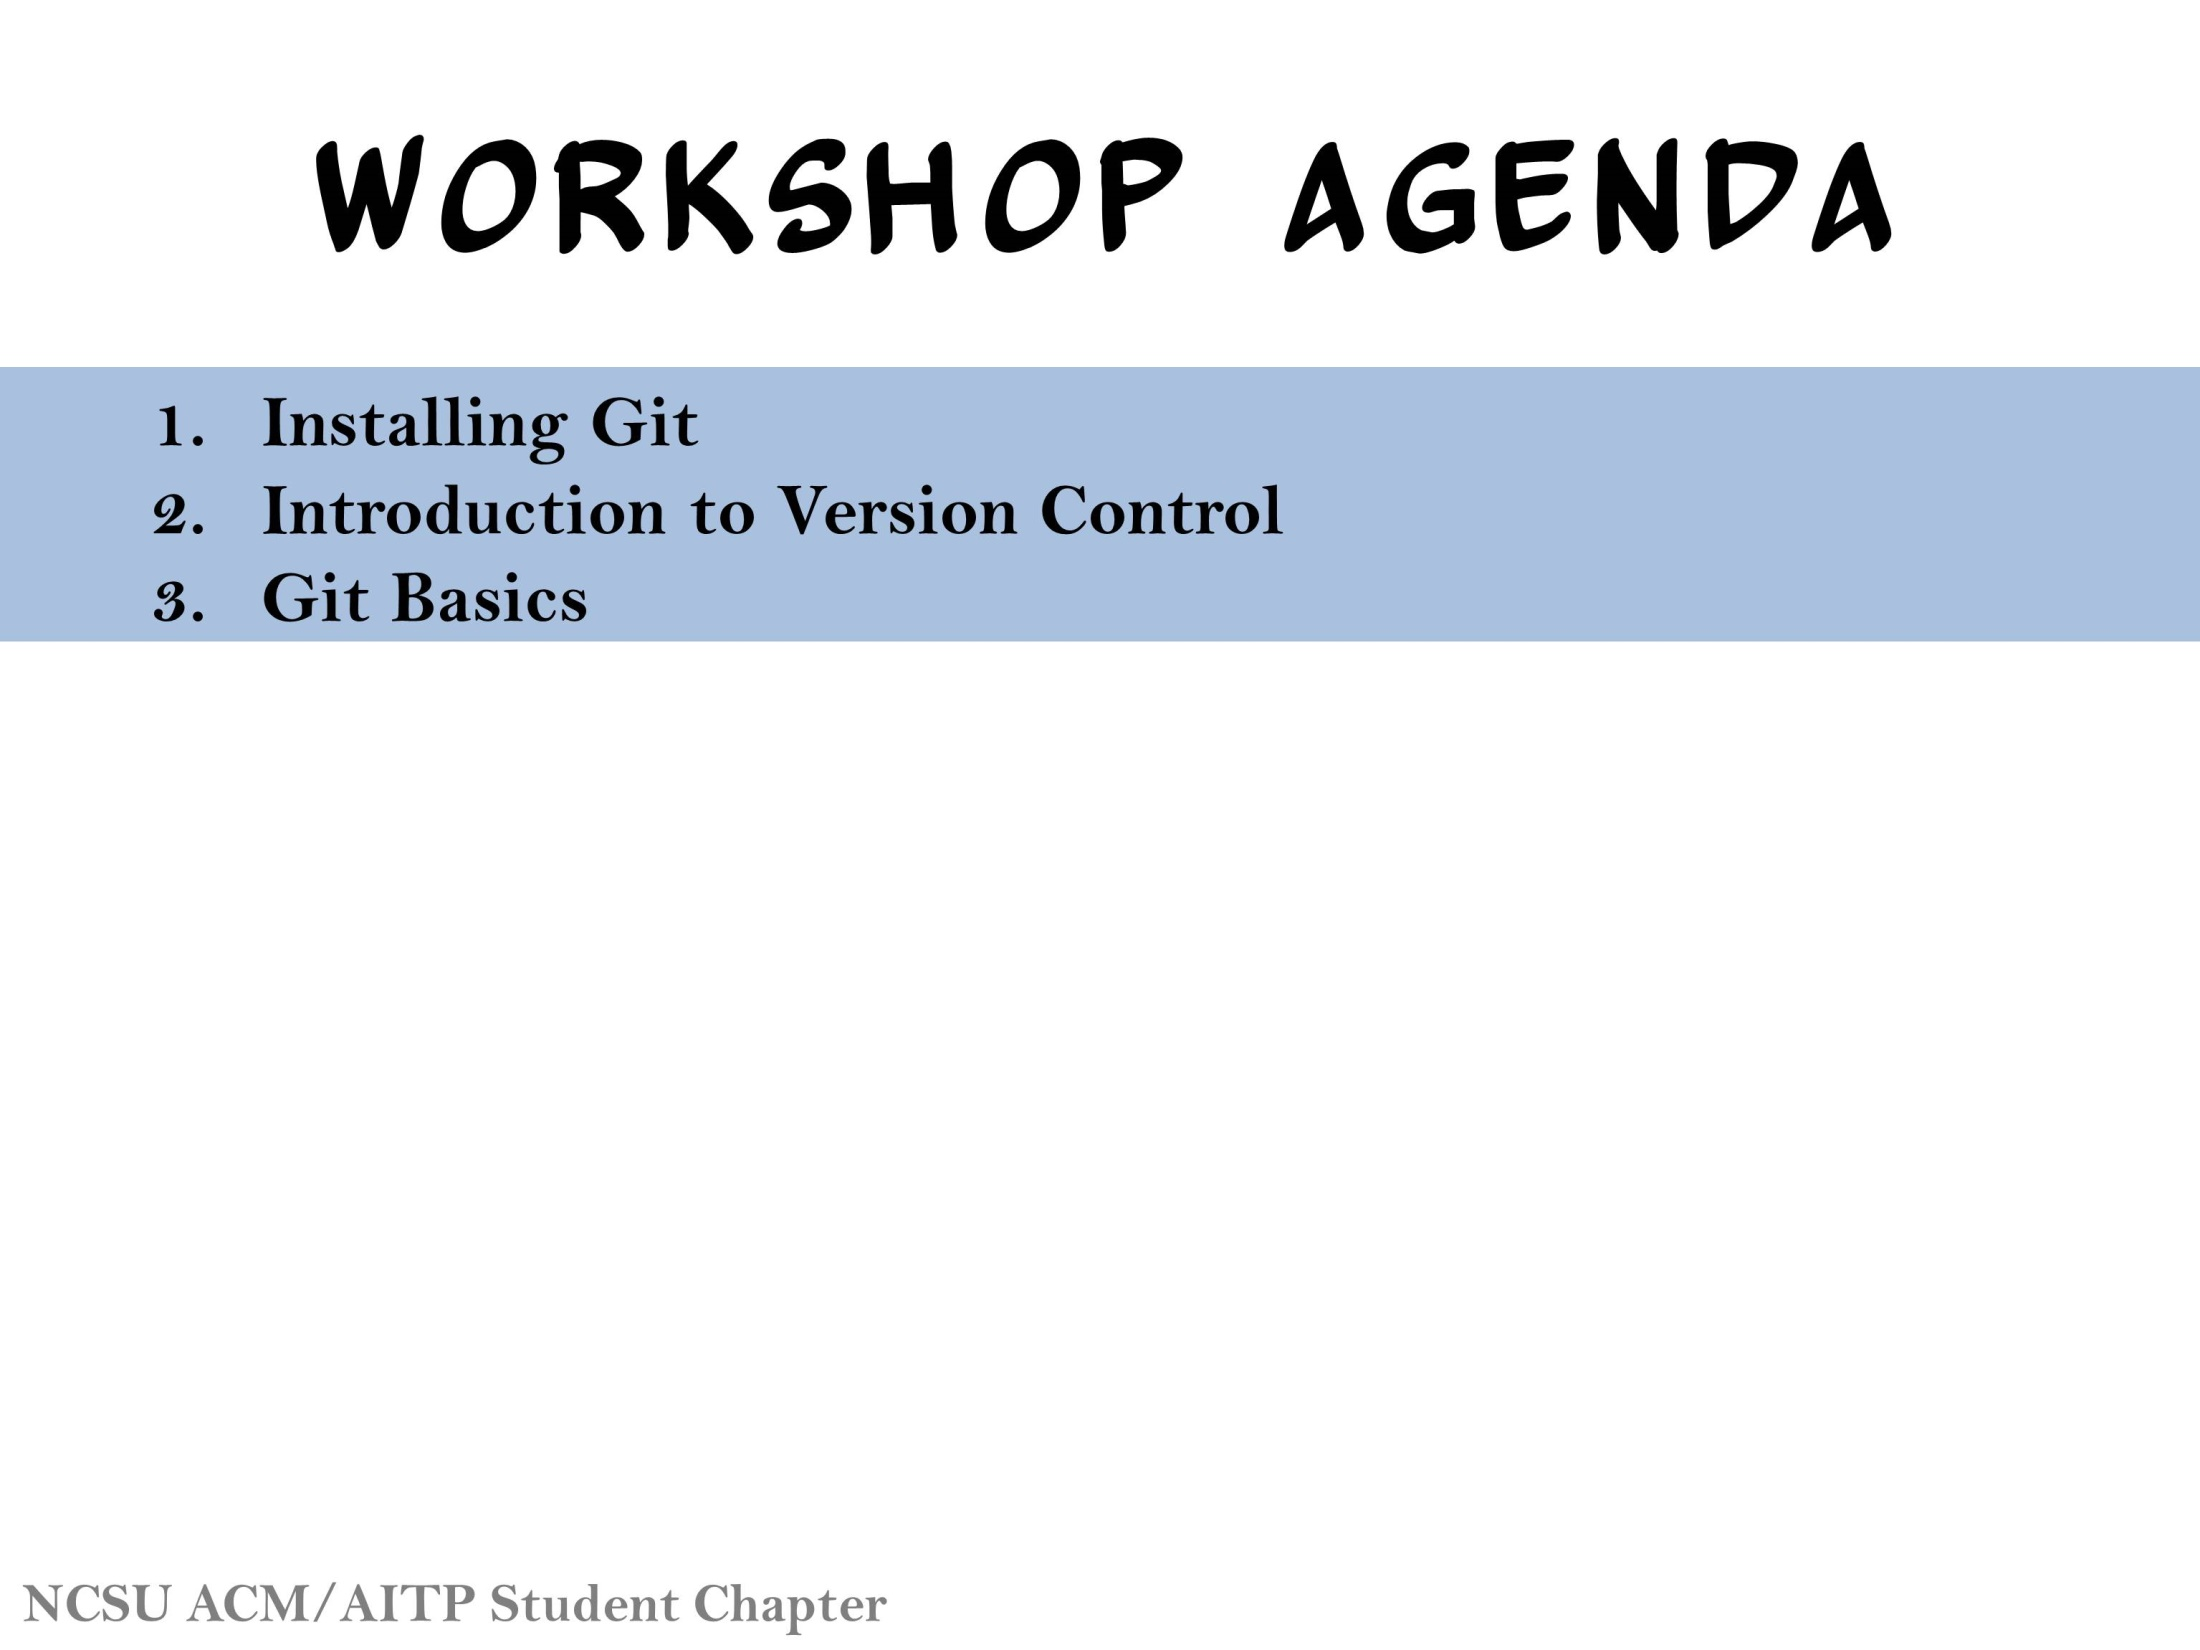 WORKSHOP AGENDA
1. Installing Git
2. Introduction to Version Control
3. Git Basics
NCSU ACM/AITP Student Chapter